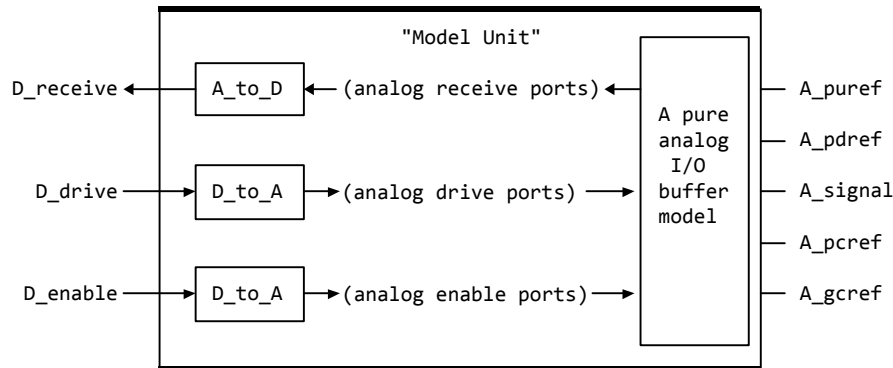 "Model Unit"
D_receive
A_to_D
(analog receive ports)
D_drive
D_to_A
(analog drive ports)
D_enable
D_to_A
(analog enable ports)
A pure
analog
I/O
buffer
model
A_puref
A_pdref
A_signal
A_pcref
A_gcref